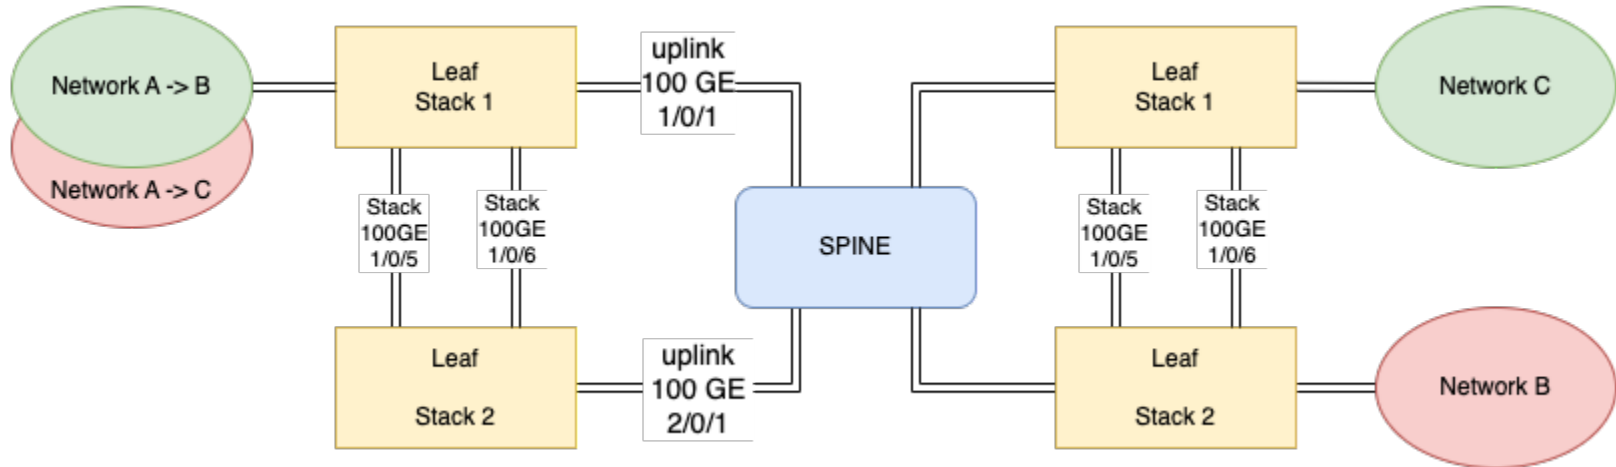 Network A -> B
Network A -> C
Leaf
Stack 1
uplink
100 GE
1/0/1
Stack
100GE
1/0/5
Stack
100GE
1/0/6
Leaf
Stack 2
uplink
100 GE
2/0/1
SPINE
Leaf
Stack 1
Network C
Stack
100GE
1/0/5
Stack
100GE
1/0/6
Leaf
Stack 2
Network B